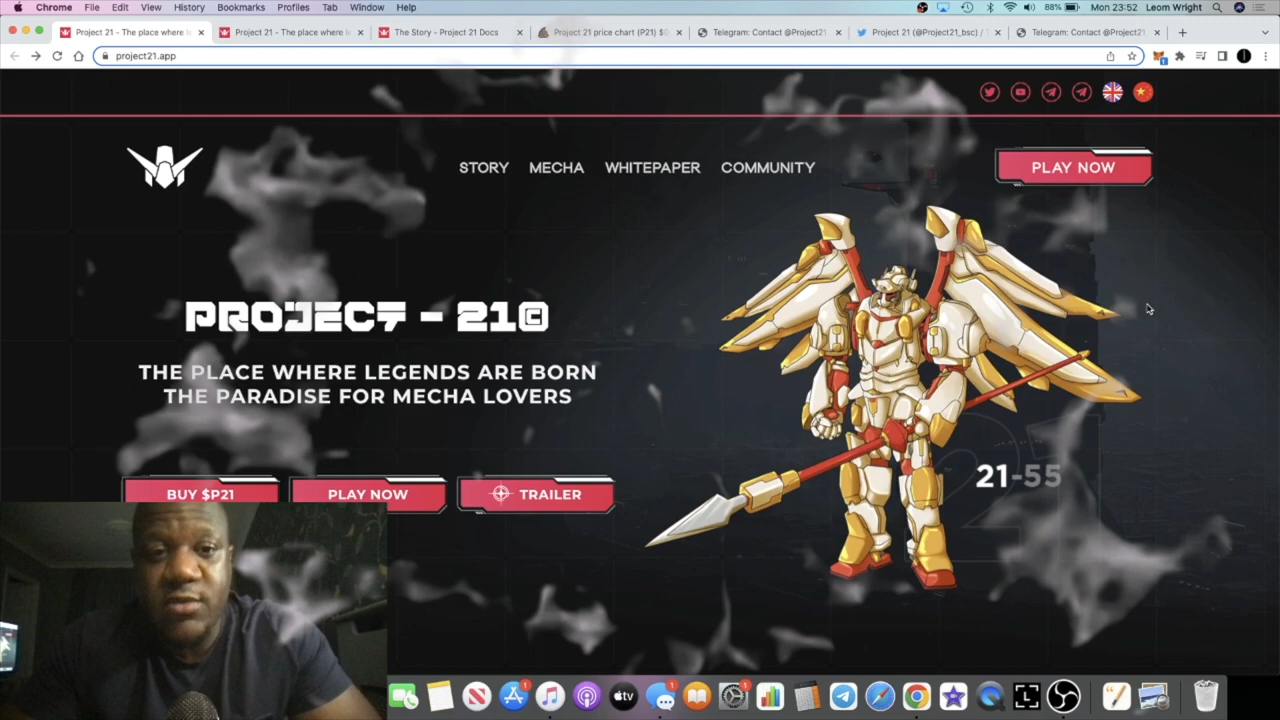 Chrome File Edit View History Bookmarks Profiles Tab Window Help 88% Mon 23:52 Leom Wright
Project 21 - The place where l
Project 21 - The place where l
The Story - Project 21 Docs
Project 21 price chart (P21) $0
Telegram: Contact @Project21
Project 21 (@Project21_bsc) / T
Telegram: Contact @Project21
project21.app
STORY MECHA WHITEPAPER COMMUNITY
PLAY NOW
PROJECT - 21©
THE PLACE WHERE LEGENDS ARE BORN
THE PARADISE FOR MECHA LOVERS
21-55
BUY $P21 PLAY NOW TRAILER
tv